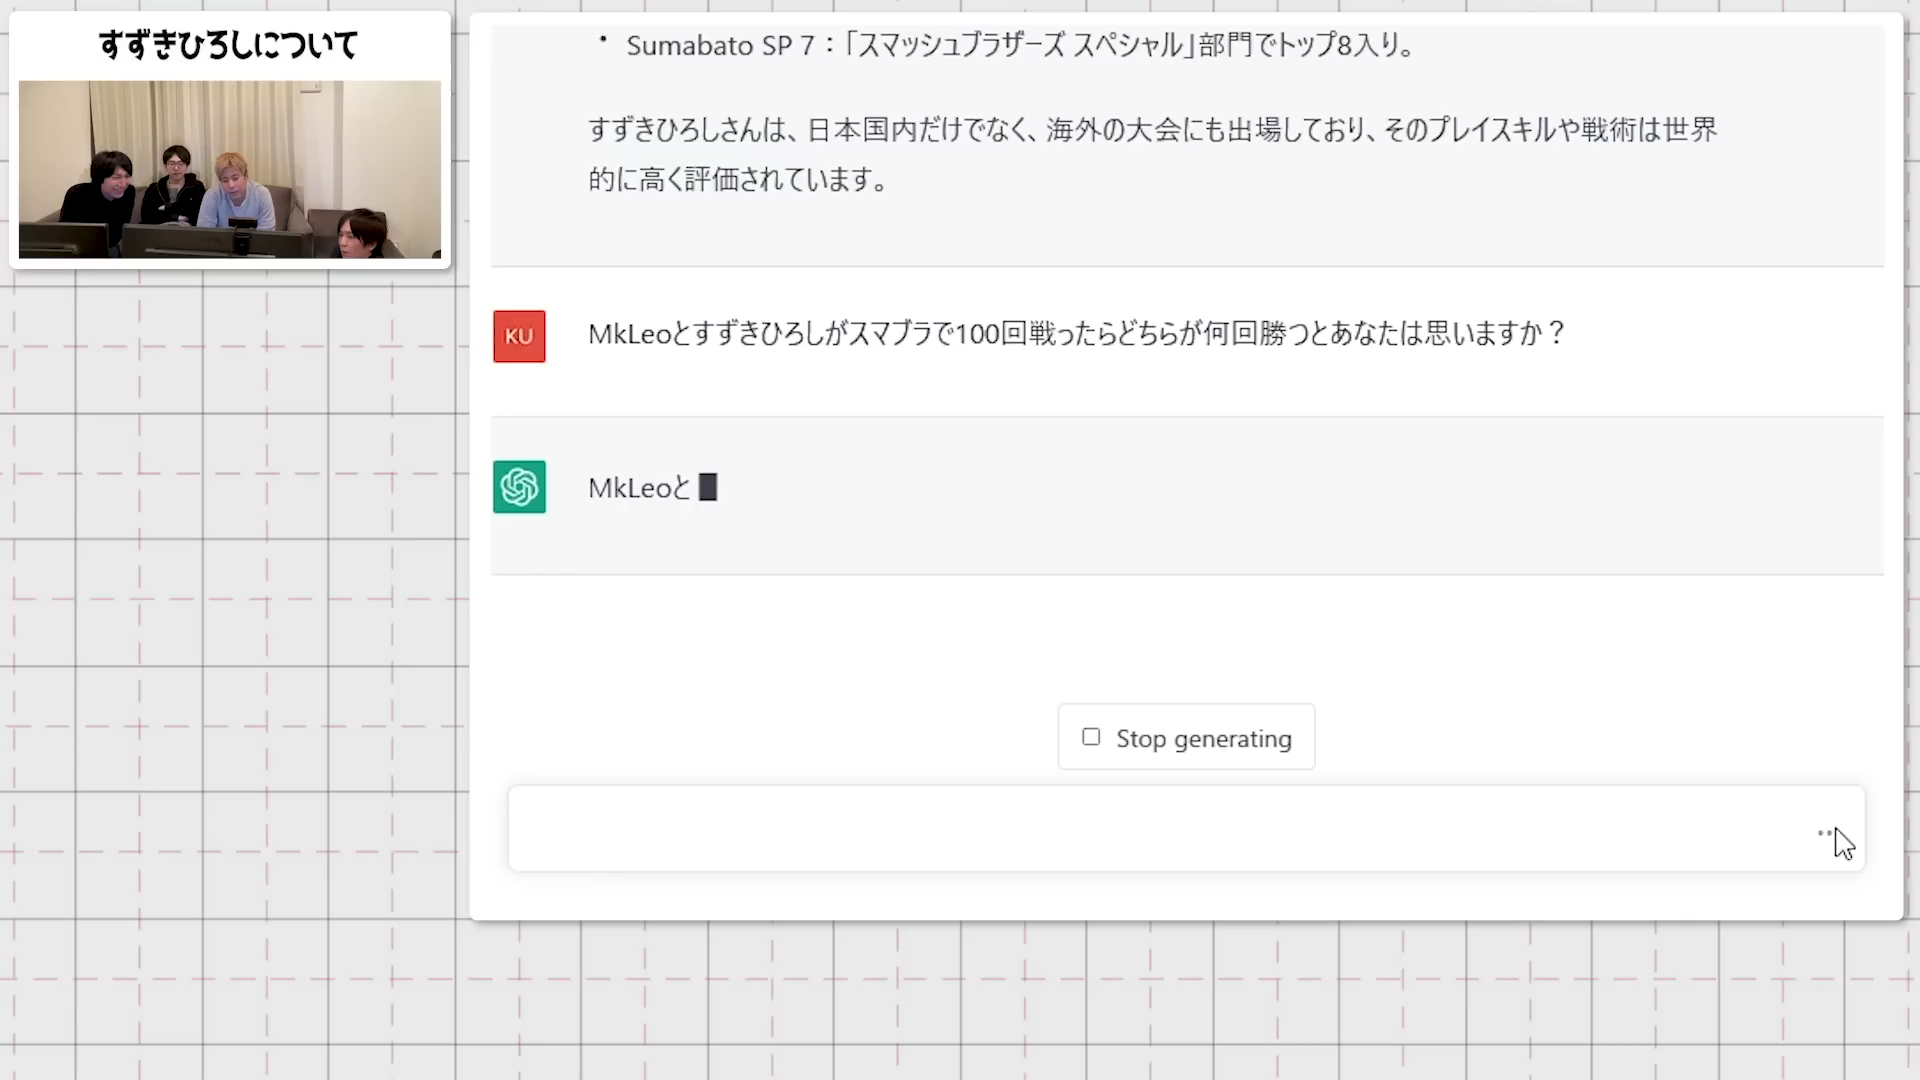 すずきひろしについて
• Sumabato SP 7：「スマッシュブラザーズ スペシャル」部門でトップ8入り。
すずきひろしさんは、日本国内だけでなく、海外の大会にも出場しており、そのプレイスキルや戦術は世界
的に高く評価されています。
KU
MkLeoとすずきひろしがスマブラで100回戦ったらどちらが何回勝つとあなたは思いますか？
MkLeoと
Stop generating